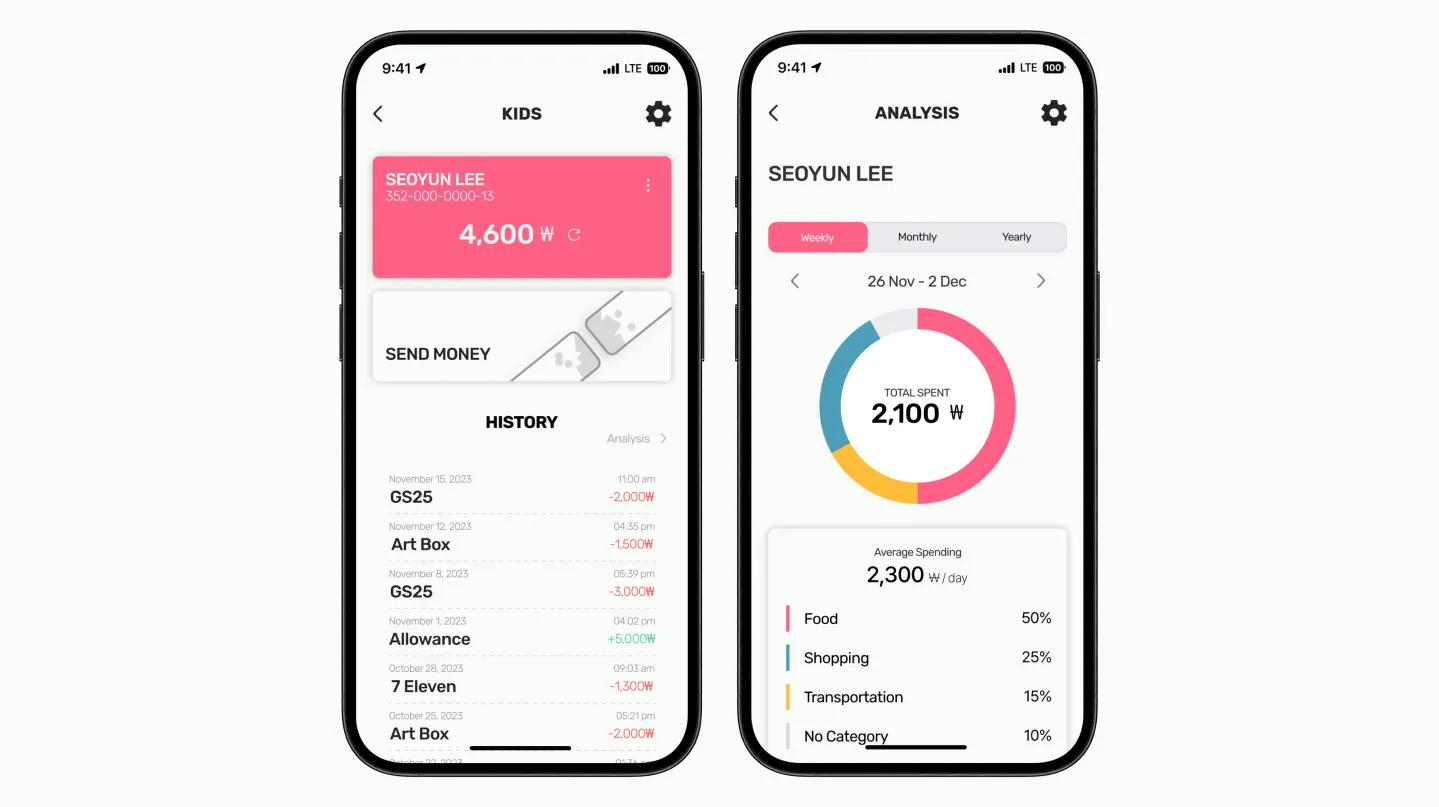 9:41 LTE 100
KIDS
SEOYUN LEE
352-000-0000-13
4,600 ₩
SEND MONEY
HISTORY
Analysis
November 15, 2023 11:00 am
GS25 -2,000₩
November 12, 2023 04:35 pm
Art Box -1,500₩
November 8, 2023 05:39 pm
GS25 -3,000₩
November 1, 2023 04:02 pm
Allowance +5,000₩
October 28, 2023 09:03 am
7 Eleven -1,300₩
October 25, 2023 05:21 pm
Art Box -2,000₩
October 22, 2023
9:41 LTE 100
ANALYSIS
SEOYUN LEE
Weekly Monthly Yearly
26 Nov - 2 Dec
TOTAL SPENT
2,100 ₩
Average Spending
2,300 ₩ / day
Food 50%
Shopping 25%
Transportation 15%
No Category 10%